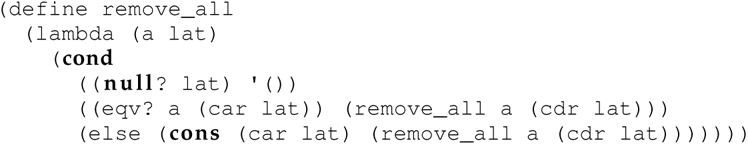 (define remove_all
  (lambda (a lat)
    (cond
      ((null? lat) '())
      ((eqv? a (car lat)) (remove_all a (cdr lat)))
      (else (cons (car lat) (remove_all a (cdr lat)))))))